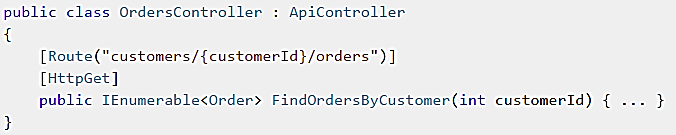 public class OrdersController : ApiController
{
[Route("customers/{customerId}/orders")]
[HttpGet]
public IEnumerable<Order> FindOrdersByCustomer(int customerId) { ... }
}